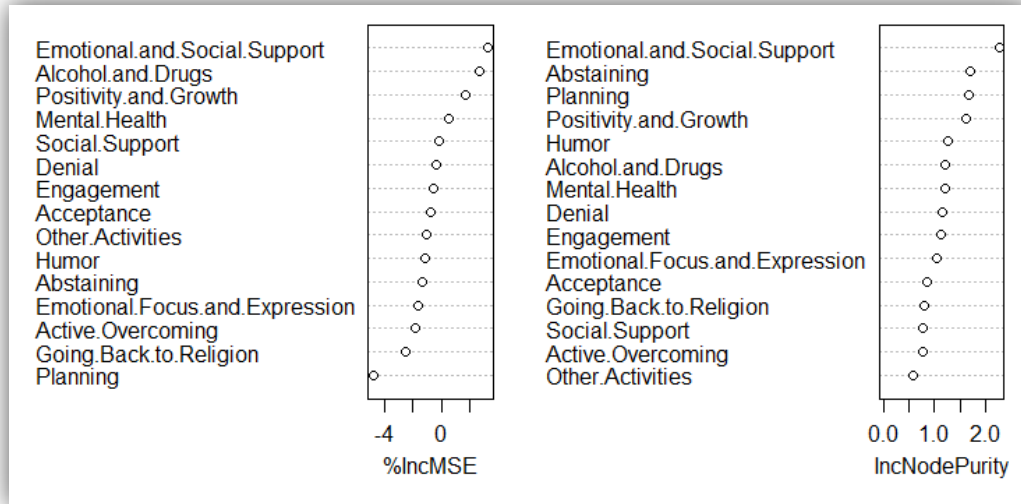 Emotional.and.Social.Support
Alcohol.and.Drugs
Positivity.and.Growth
Mental.Health
Social.Support
Denial
Engagement
Acceptance
Other.Activities
Humor
Abstaining
Emotional.Focus.and.Expression
Active.Overcoming
Going.Back.to.Religion
Planning
-4 0
%IncMSE
Emotional.and.Social.Support
Abstaining
Planning
Positivity.and.Growth
Humor
Alcohol.and.Drugs
Mental.Health
Denial
Engagement
Emotional.Focus.and.Expression
Acceptance
Going.Back.to.Religion
Social.Support
Active.Overcoming
Other.Activities
0.0 1.0 2.0
IncNodePurity